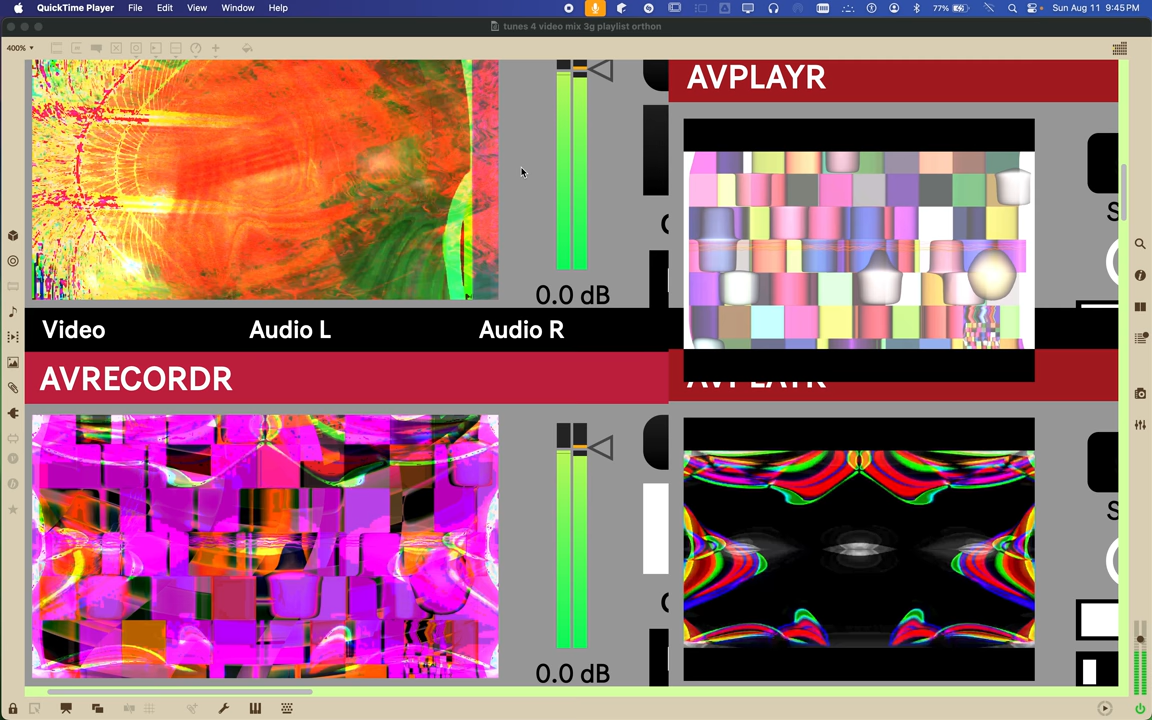 QuickTime Player File Edit View Window Help 77% Sun Aug 11 9:45 PM
tunes 4 video mix 3g playlist orthon
400%
AVPLAYR
S
0.0 dB
Video Audio L Audio R
AVRECORDR
S
0.0 dB